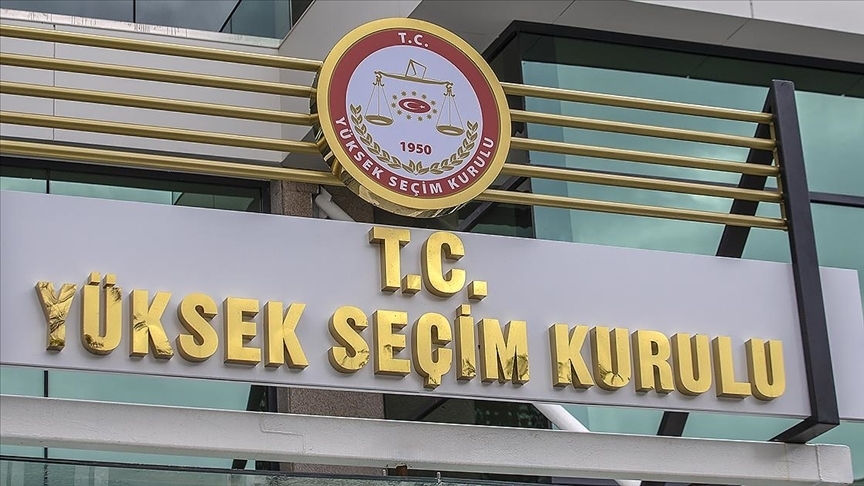 T.C.
1950
YÜKSEK SEÇİM KURULU
T.C.
YÜKSEK SEÇİM KURULU